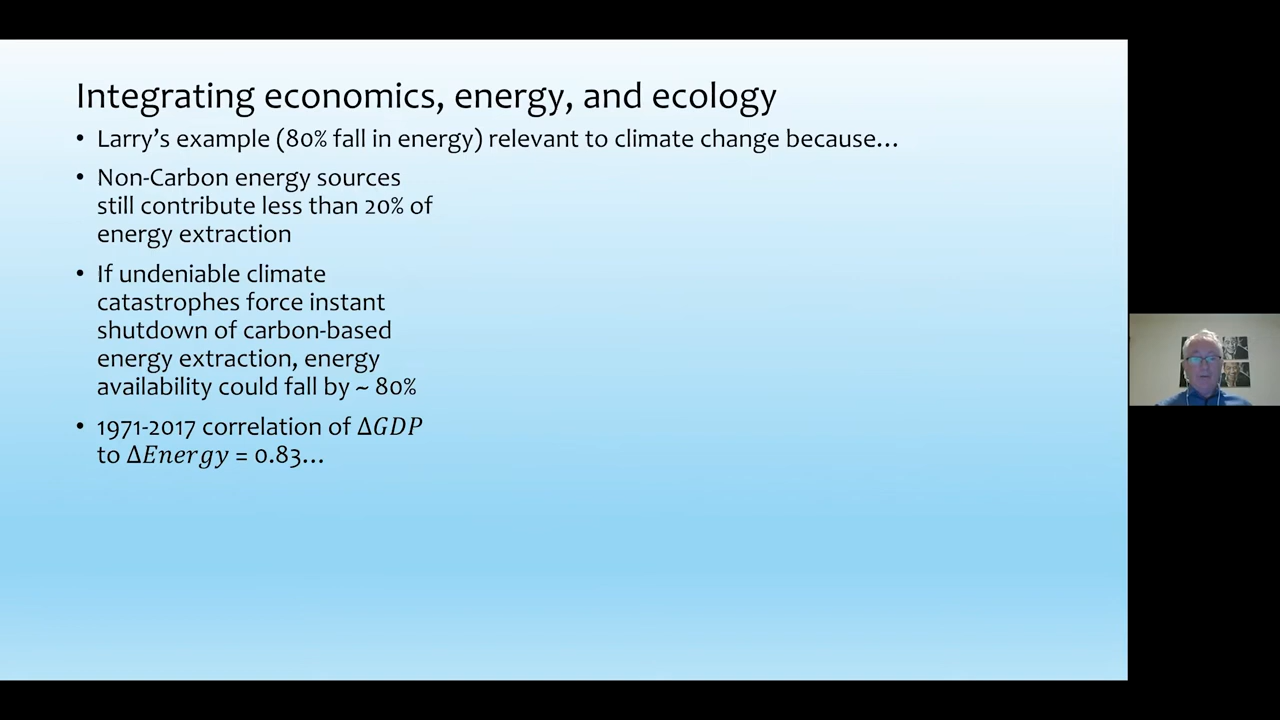 Integrating economics, energy, and ecology
• Larry’s example (80% fall in energy) relevant to climate change because…
• Non-Carbon energy sources
still contribute less than 20% of
energy extraction
• If undeniable climate
catastrophes force instant
shutdown of carbon-based
energy extraction, energy
availability could fall by ~ 80%
• 1971-2017 correlation of ΔGDP
to ΔEnergy = 0.83…